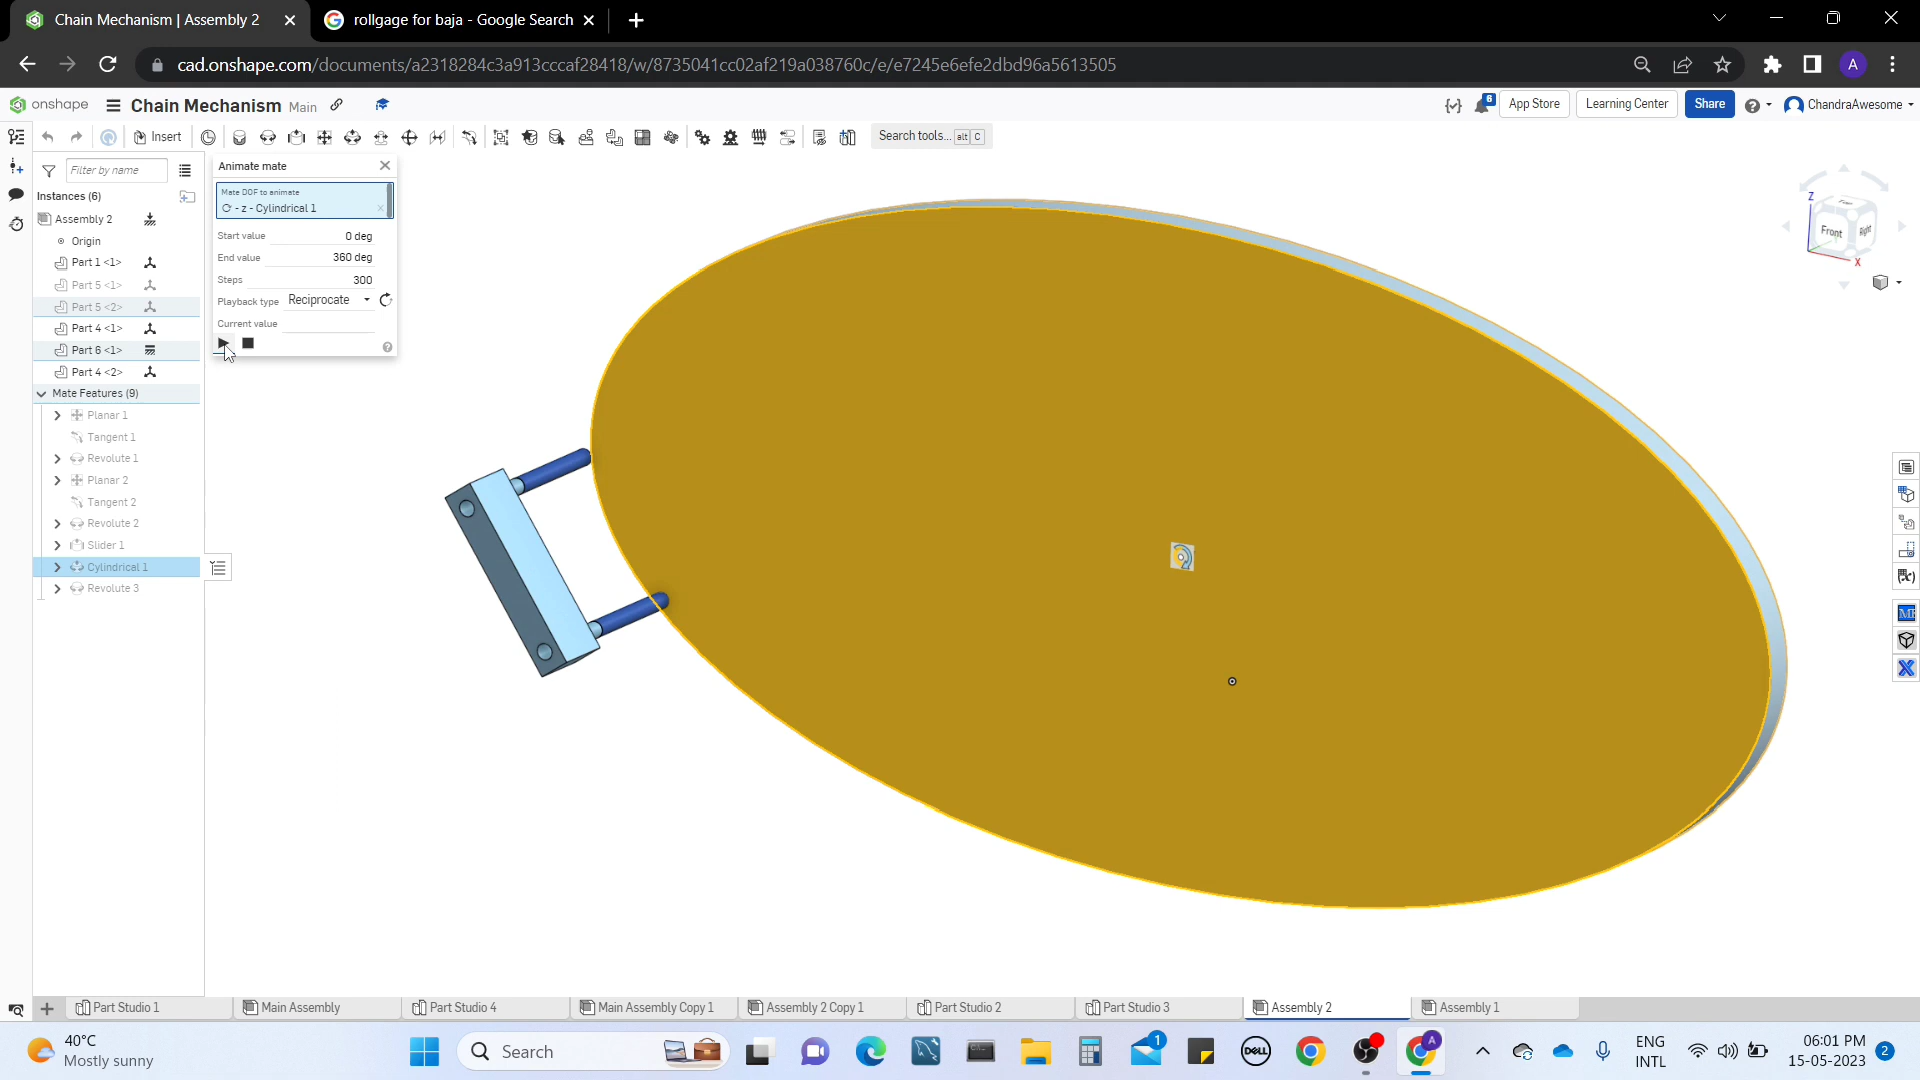 Chain Mechanism | Assembly 2
rollgage for baja - Google Search
cad.onshape.com/documents/a2318284c3a913cccaf28418/w/8735041cc02af219a038760c/e/e7245e6efe2dbd96a5613505
A
onshape
Chain Mechanism Main
6
App Store
Learning Center
Share
ChandraAwesome
Insert
Search tools... alt C
Filter by name
Instances (6)
Assembly 2
Origin
Part 1 <1>
Part 5 <1>
Part 5 <2>
Part 4 <1>
Part 6 <1>
Part 4 <2>
Mate Features (9)
Planar 1
Tangent 1
Revolute 1
Planar 2
Tangent 2
Revolute 2
Slider 1
Cylindrical 1
Revolute 3
Animate mate
Mate DOF to animate
- z - Cylindrical 1
Start value 0 deg
End value 360 deg
Steps 300
Playback type Reciprocate
Current value
Z
Front
Right
X
Part Studio 1
Main Assembly
Part Studio 4
Main Assembly Copy 1
Assembly 2 Copy 1
Part Studio 2
Part Studio 3
Assembly 2
Assembly 1
40°C
Mostly sunny
Search
1
DELL
A
ENG
INTL
06:01 PM
15-05-2023
2